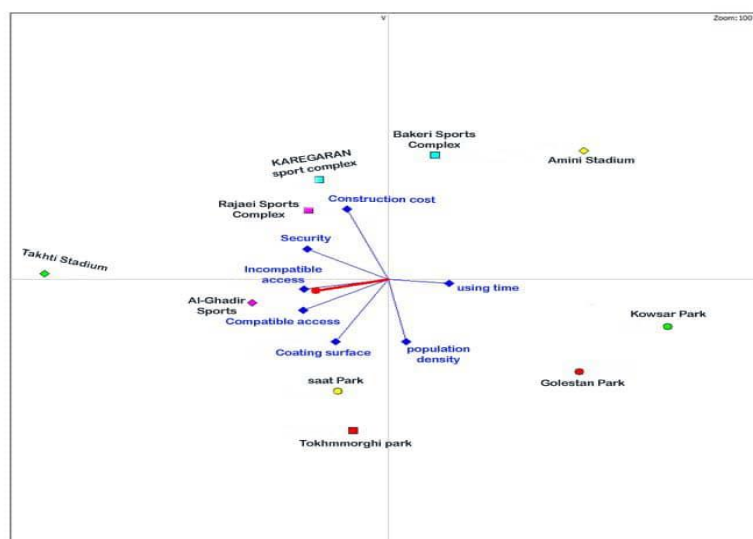 V
Zoom: 100
Bakeri Sports
Complex
Amini Stadium
KAREGARAN
sport complex
Construction cost
Rajaei Sports
Complex
Security
Takhti Stadium
Incompatible
access
using time
Al-Ghadir
Sports
Compatible access
Kowsar Park
Coating surface
population
density
saat Park
Golestan Park
Tokhmmorghi park